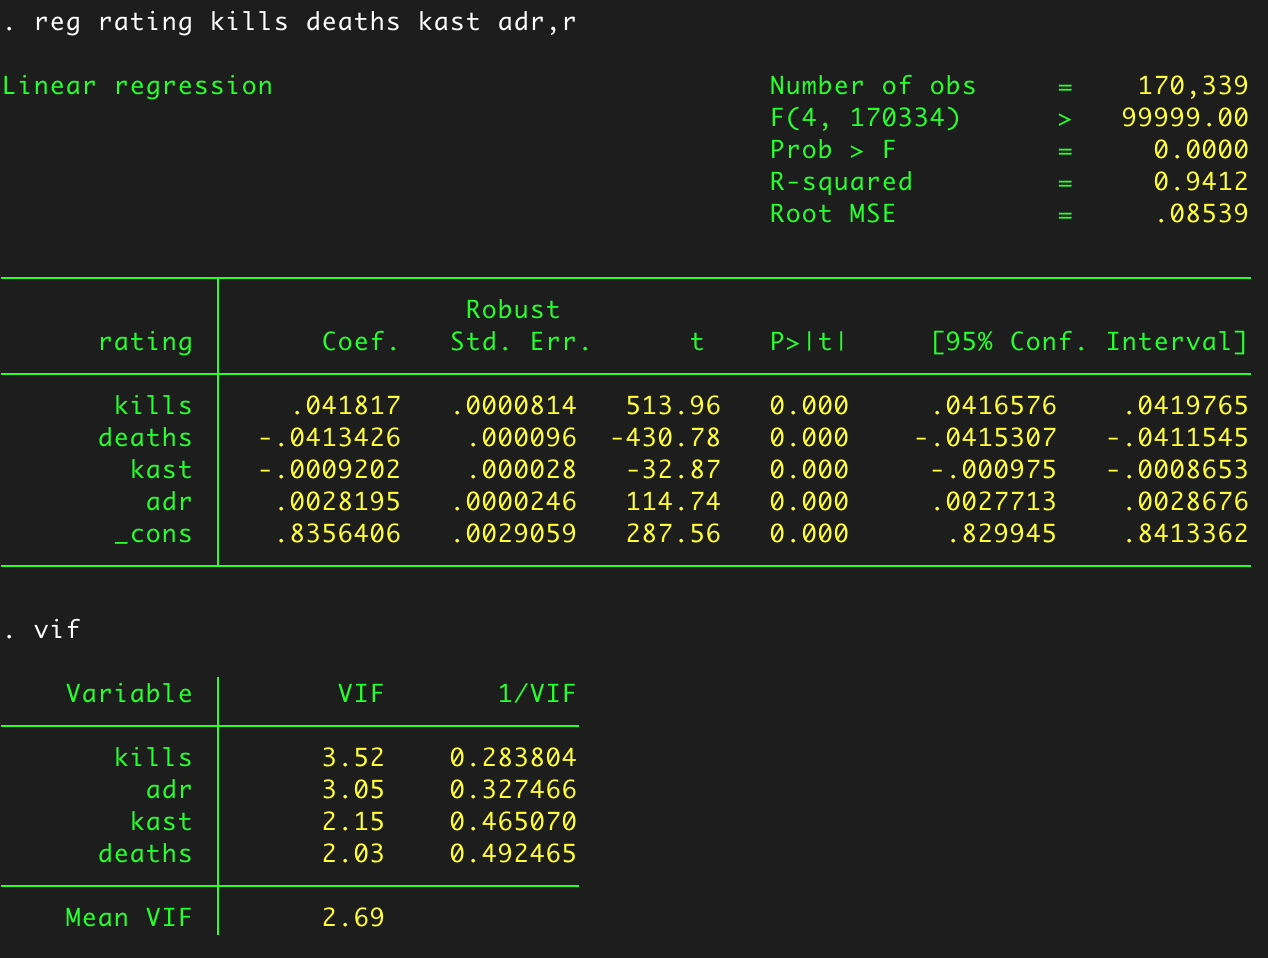 . reg rating kills deaths kast adr,r
Linear regression Number of obs = 170,339
F(4, 170334) > 99999.00
Prob > F = 0.0000
R-squared = 0.9412
Root MSE = .08539
Robust
rating Coef. Std. Err. t P>|t| [95% Conf. Interval]
kills .041817 .0000814 513.96 0.000 .0416576 .0419765
deaths -.0413426 .000096 -430.78 0.000 -.0415307 -.0411545
kast -.0009202 .000028 -32.87 0.000 -.000975 -.0008653
adr .0028195 .0000246 114.74 0.000 .0027713 .0028676
_cons .8356406 .0029059 287.56 0.000 .829945 .8413362
. vif
Variable VIF 1/VIF
kills 3.52 0.283804
adr 3.05 0.327466
kast 2.15 0.465070
deaths 2.03 0.492465
Mean VIF 2.69